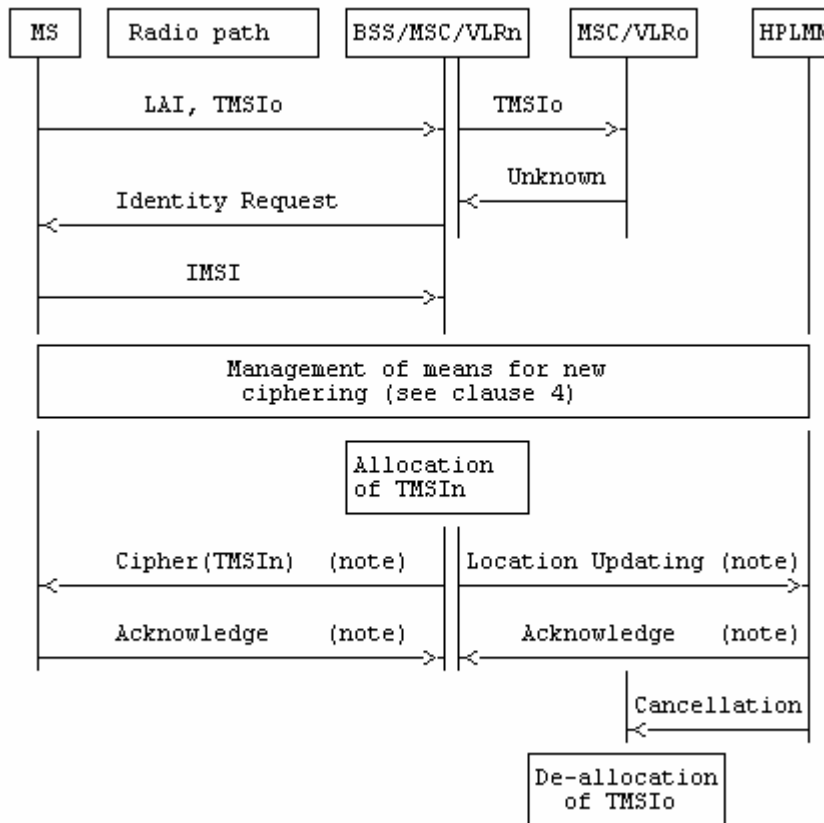 MS Radio path BSS/MSC/VLRn MSC/VLRo HPLMN
LAI, TMSIo TMSIo
Unknown
Identity Request
IMSI
Management of means for new
ciphering (see clause 4)
Allocation
of TMSIn
Cipher(TMSIn) (note) Location Updating (note)
Acknowledge (note) Acknowledge (note)
Cancellation
De-allocation
of TMSIo